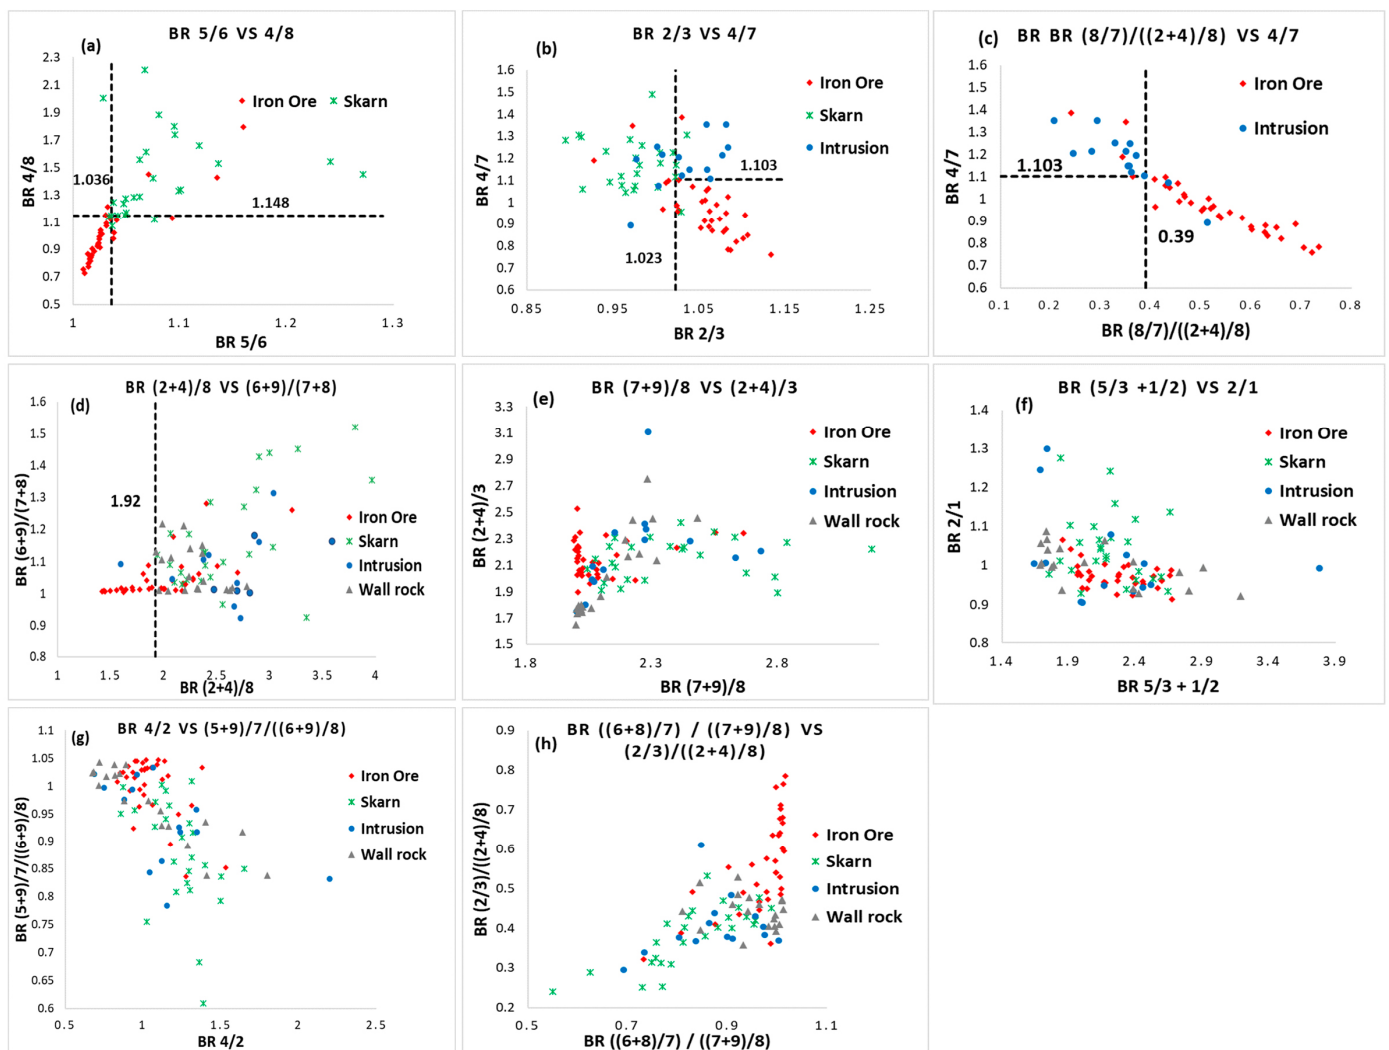 (a)
BR 5/6 VS 4/8
2.3
2.1
1.9
1.7
1.5
1.3
1.1
0.9
0.7
0.5
BR 4/8
Iron Ore
Skarn
1.036
1.148
1
1.1
1.2
1.3
BR 5/6
(b)
BR 2/3 VS 4/7
1.6
1.5
1.4
1.3
1.2
1.1
1
0.9
0.8
0.7
0.6
BR 4/7
Iron Ore
Skarn
Intrusion
1.103
1.023
0.85
0.95
1.05
1.15
1.25
BR 2/3
(c)
BR BR (8/7)/((2+4)/8) VS 4/7
1.6
1.5
1.4
1.3
1.2
1.1
1
0.9
0.8
0.7
0.6
BR 4/7
Iron Ore
Intrusion
1.103
0.39
0.1
0.2
0.3
0.4
0.5
0.6
0.7
0.8
BR (8/7)/((2+4)/8)
BR (2+4)/8 VS (6+9)/(7+8)
(d)
1.6
1.5
1.4
1.3
1.2
1.1
1
0.9
0.8
BR (6+9)/(7+8)
1.92
Iron Ore
Skarn
Intrusion
Wall rock
1
1.5
2
2.5
3
3.5
4
BR (2+4)/8
BR (7+9)/8 VS (2+4)/3
(e)
3.3
3.1
2.9
2.7
2.5
2.3
2.1
1.9
1.7
1.5
BR (2+4)/3
Iron Ore
Skarn
Intrusion
Wall rock
1.8
2.3
2.8
BR (7+9)/8
BR (5/3 +1/2) VS 2/1
(f)
1.4
1.3
1.2
1.1
1
0.9
0.8
BR 2/1
Iron Ore
Skarn
Intrusion
Wall rock
1.4
1.9
2.4
2.9
3.4
3.9
BR 5/3 + 1/2
(g)
BR 4/2 VS (5+9)/7/((6+9)/8)
1.1
1.05
1
0.95
0.9
0.85
0.8
0.75
0.7
0.65
0.6
BR (5+9)/7/((6+9)/8)
Iron Ore
Skarn
Intrusion
Wall rock
0.5
1
1.5
2
2.5
BR 4/2
(h)
BR ((6+8)/7) / ((7+9)/8) VS
(2/3)/((2+4)/8)
0.9
0.8
0.7
0.6
0.5
0.4
0.3
0.2
BR (2/3)/((2+4)/8)
Iron Ore
Skarn
Intrusion
Wall rock
0.5
0.7
0.9
1.1
BR ((6+8)/7) / ((7+9)/8)